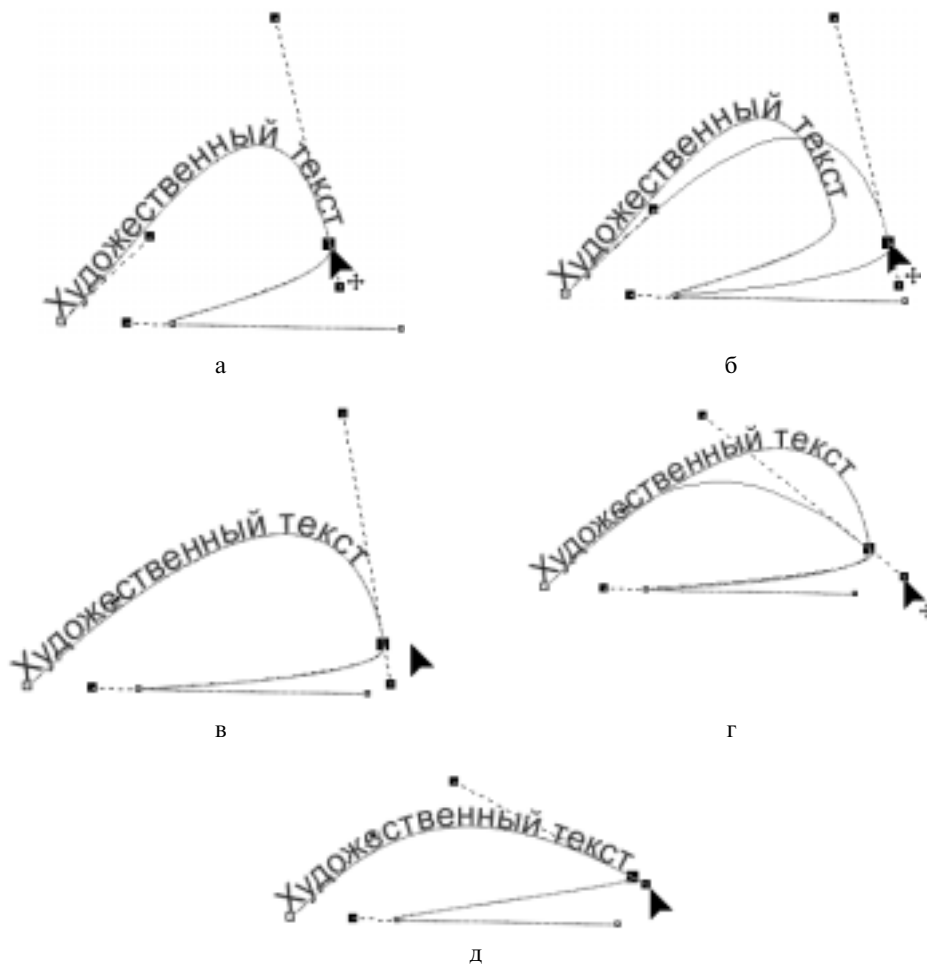 Художественный текст
Художественный текст
а
б
Художественный текст
Художественный текст
в
г
Художественный текст
д